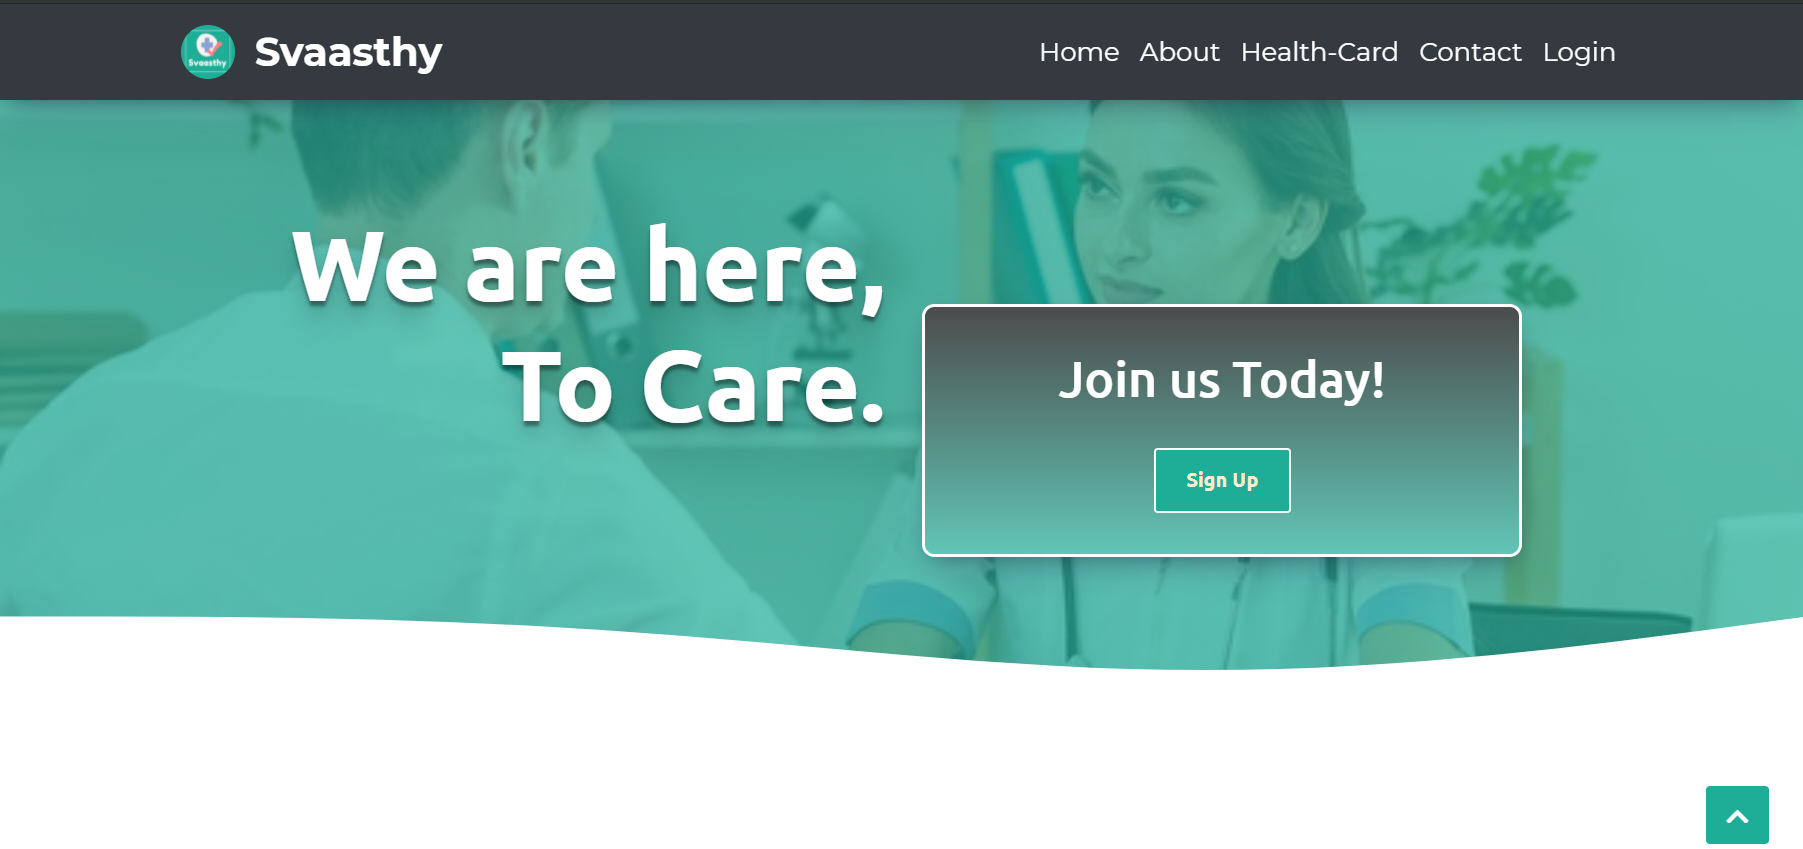 Svaasthy
Svaasthy
Home About Health-Card Contact Login
We are here,
To Care.
Join us Today!
Sign Up